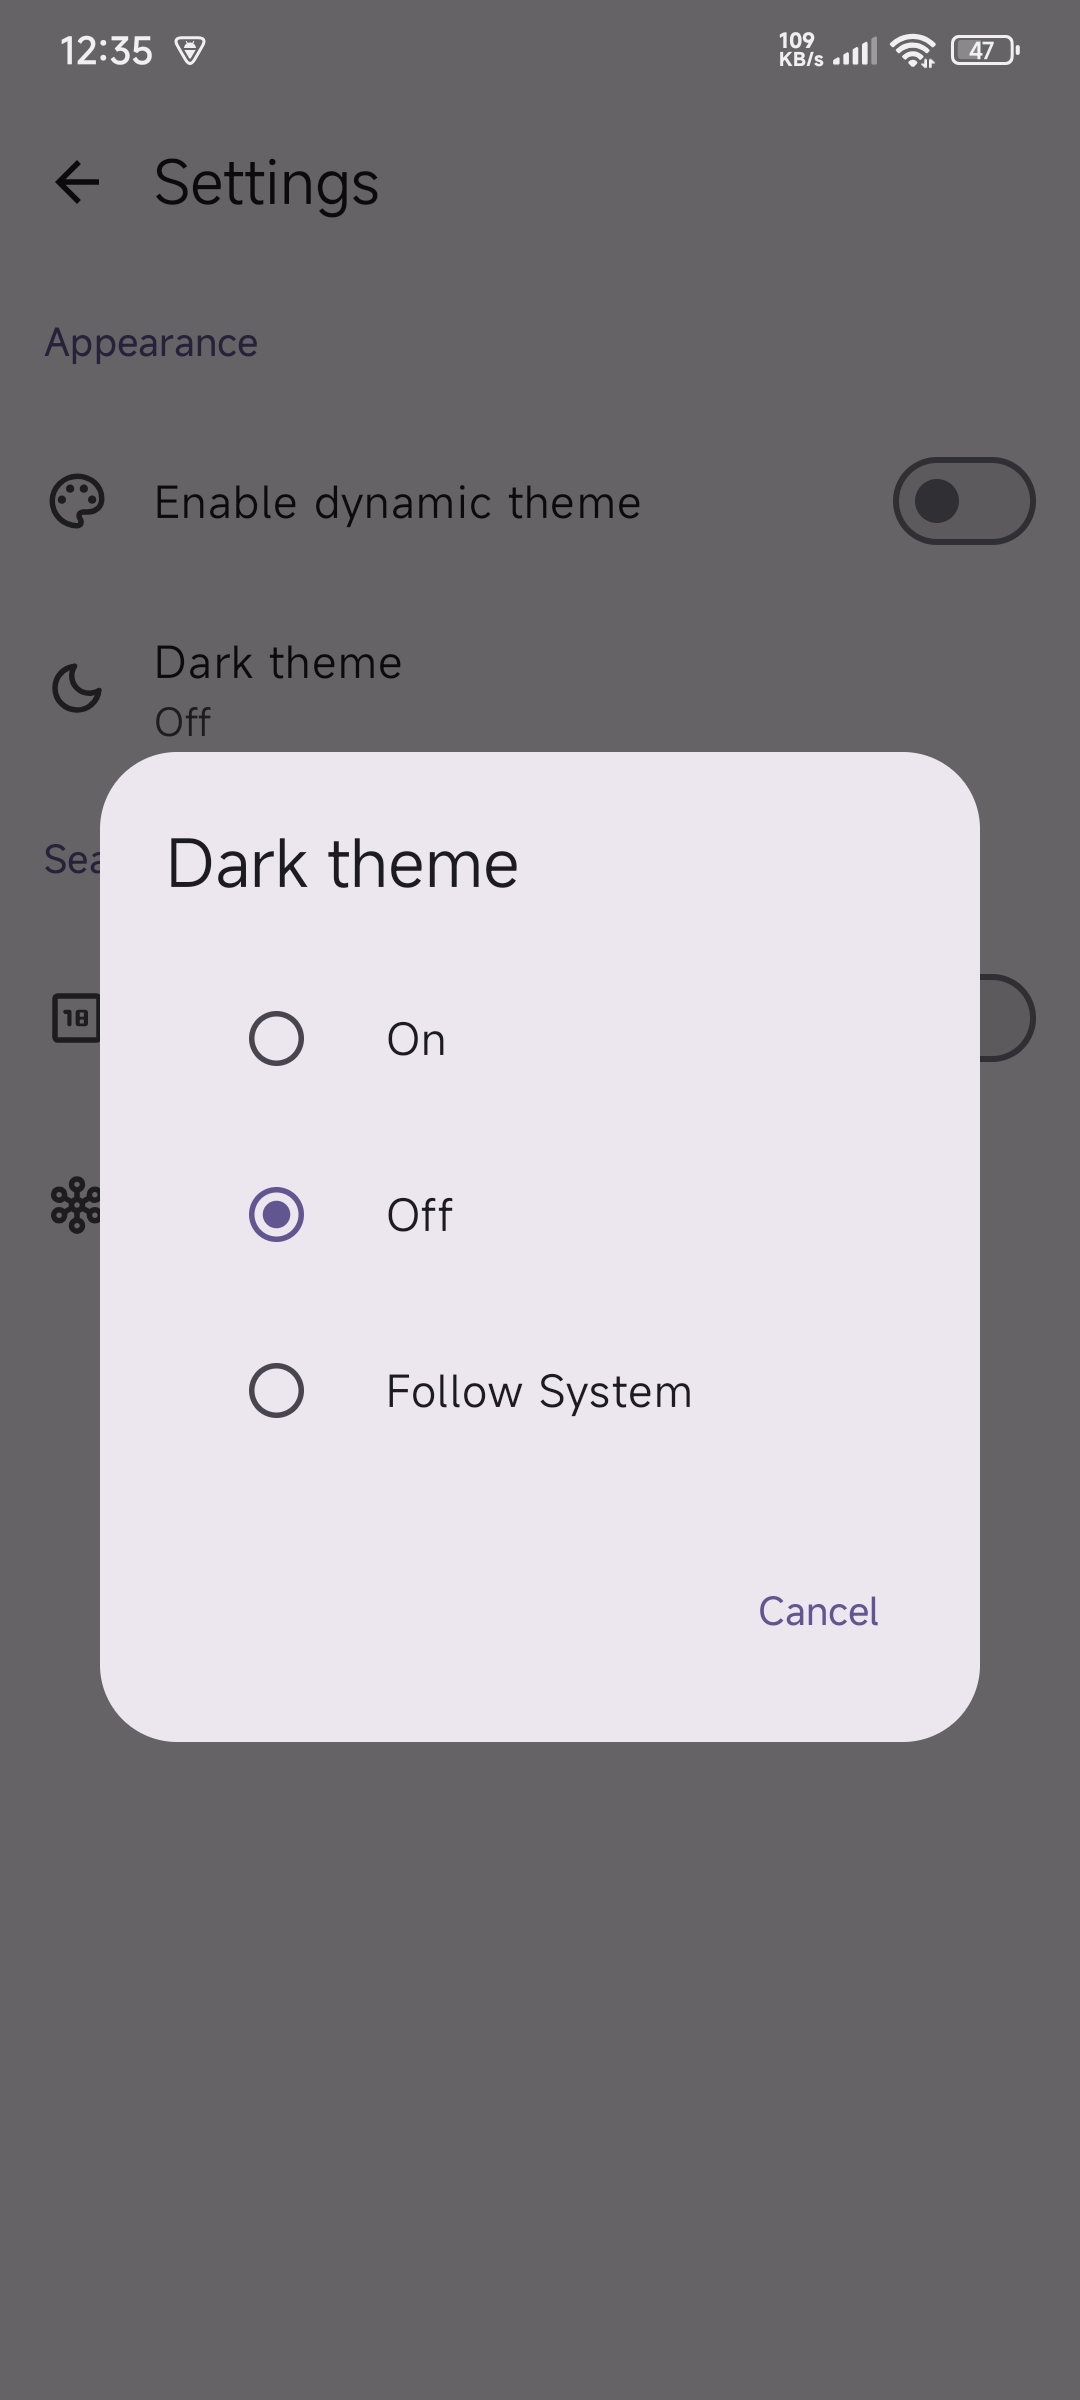 12:35
109
KB/s
47
Settings
Appearance
Enable dynamic theme
Dark theme
Off
Dark theme
On
Off
Follow System
Cancel
18